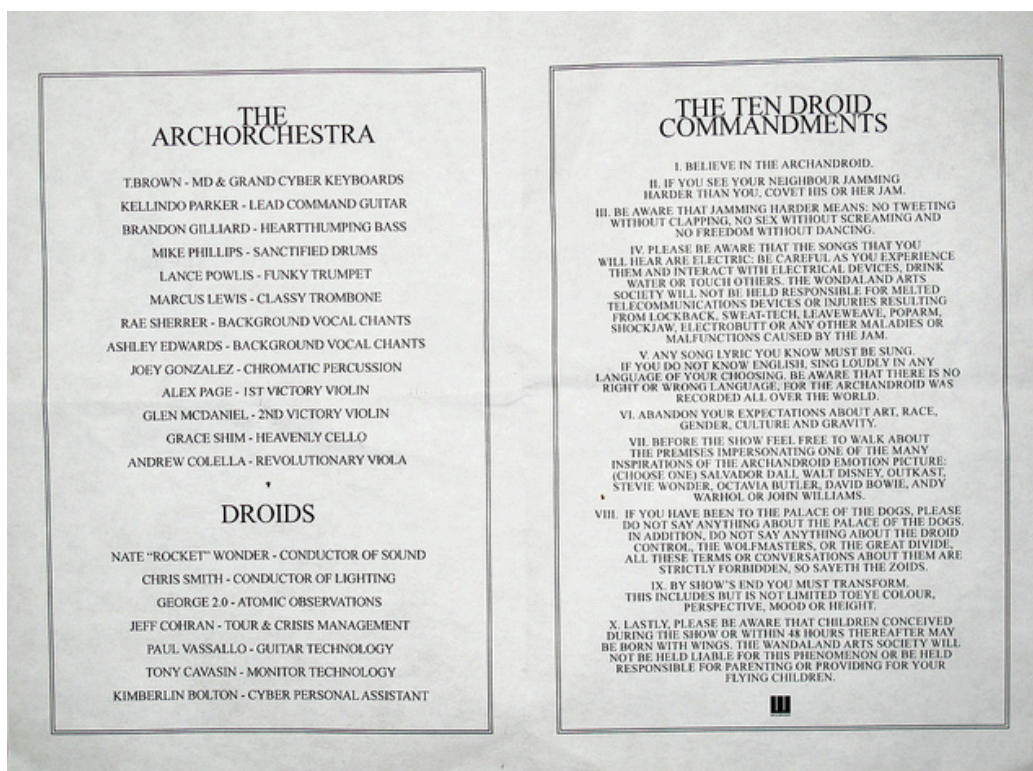 THE
ARCHORCHESTRA
T.BROWN - MD & GRAND CYBER KEYBOARDS
KELLINDO PARKER - LEAD COMMAND GUITAR
BRANDON GILLIARD - HEARTTHUMPING BASS
MIKE PHILLIPS - SANCTIFIED DRUMS
LANCE POWLIS - FUNKY TRUMPET
MARCUS LEWIS - CLASSY TROMBONE
RAE SHERRER - BACKGROUND VOCAL CHANTS
ASHLEY EDWARDS - BACKGROUND VOCAL CHANTS
JOEY GONZALEZ - CHROMATIC PERCUSSION
ALEX PAGE - 1ST VICTORY VIOLIN
GLEN MCDANIEL - 2ND VICTORY VIOLIN
GRACE SHIM - HEAVENLY CELLO
ANDREW COLELLA - REVOLUTIONARY VIOLA
DROIDS
NATE “ROCKET” WONDER - CONDUCTOR OF SOUND
CHRIS SMITH - CONDUCTOR OF LIGHTING
GEORGE 2.0 - ATOMIC OBSERVATIONS
JEFF COHRAN - TOUR & CRISIS MANAGEMENT
PAUL VASSALLO - GUITAR TECHNOLOGY
TONY CAVASIN - MONITOR TECHNOLOGY
KIMBERLIN BOLTON - CYBER PERSONAL ASSISTANT
THE TEN DROID
COMMANDMENTS
I. BELIEVE IN THE ARCHANDROID.
II. IF YOU SEE YOUR NEIGHBOUR JAMMING
HARDER THAN YOU, COVET HIS OR HER JAM.
III. BE AWARE THAT JAMMING HARDER MEANS: NO TWEETING
WITHOUT CLAPPING, NO SEX WITHOUT SCREAMING AND
NO FREEDOM WITHOUT DANCING.
IV. PLEASE BE AWARE THAT THE SONGS THAT YOU
WILL HEAR ARE ELECTRIC: BE CAREFUL AS YOU EXPERIENCE
THEM AND INTERACT WITH ELECTRICAL DEVICES, DRINK
WATER OR TOUCH OTHERS. THE WONDALAND ARTS
SOCIETY WILL NOT BE HELD RESPONSIBLE FOR MELTED
TELECOMMUNICATIONS DEVICES OR INJURIES RESULTING
FROM LOCKBACK, SWEAT-TECH, LEAVEWEAVE, POPARM,
SHOCKJAW, ELECTROBUTT OR ANY OTHER MALADIES OR
MALFUNCTIONS CAUSED BY THE JAM.
V. ANY SONG LYRIC YOU KNOW MUST BE SUNG.
IF YOU DO NOT KNOW ENGLISH, SING LOUDLY IN ANY
LANGUAGE OF YOUR CHOOSING. BE AWARE THAT THERE IS NO
RIGHT OR WRONG LANGUAGE, FOR THE ARCHANDROID WAS
RECORDED ALL OVER THE WORLD.
VI. ABANDON YOUR EXPECTATIONS ABOUT ART, RACE,
GENDER, CULTURE AND GRAVITY.
VII. BEFORE THE SHOW FEEL FREE TO WALK ABOUT
THE PREMISES IMPERSONATING ONE OF THE MANY
INSPIRATIONS OF THE ARCHANDROID EMOTION PICTURE:
(CHOOSE ONE) SALVADOR DALI, WALT DISNEY, OUTKAST,
STEVIE WONDER, OCTAVIA BUTLER, DAVID BOWIE, ANDY
WARHOL OR JOHN WILLIAMS.
VIII. IF YOU HAVE BEEN TO THE PALACE OF THE DOGS, PLEASE
DO NOT SAY ANYTHING ABOUT THE PALACE OF THE DOGS.
IN ADDITION, DO NOT SAY ANYTHING ABOUT THE DROID
CONTROL, THE WOLFMASTERS, OR THE GREAT DIVIDE,
ALL THESE TERMS OR CONVERSATIONS ABOUT THEM ARE
STRICTLY FORBIDDEN, SO SAYETH THE ZOIDS.
IX. BY SHOW'S END YOU MUST TRANSFORM.
THIS INCLUDES BUT IS NOT LIMITED TOEYE COLOUR,
PERSPECTIVE, MOOD OR HEIGHT.
X. LASTLY, PLEASE BE AWARE THAT CHILDREN CONCEIVED
DURING THE SHOW OR WITHIN 48 HOURS THEREAFTER MAY
BE BORN WITH WINGS. THE WANDALAND ARTS SOCIETY WILL
NOT BE HELD LIABLE FOR THIS PHENOMENON OR BE HELD
RESPONSIBLE FOR PARENTING OR PROVIDING FOR YOUR
FLYING CHILDREN.